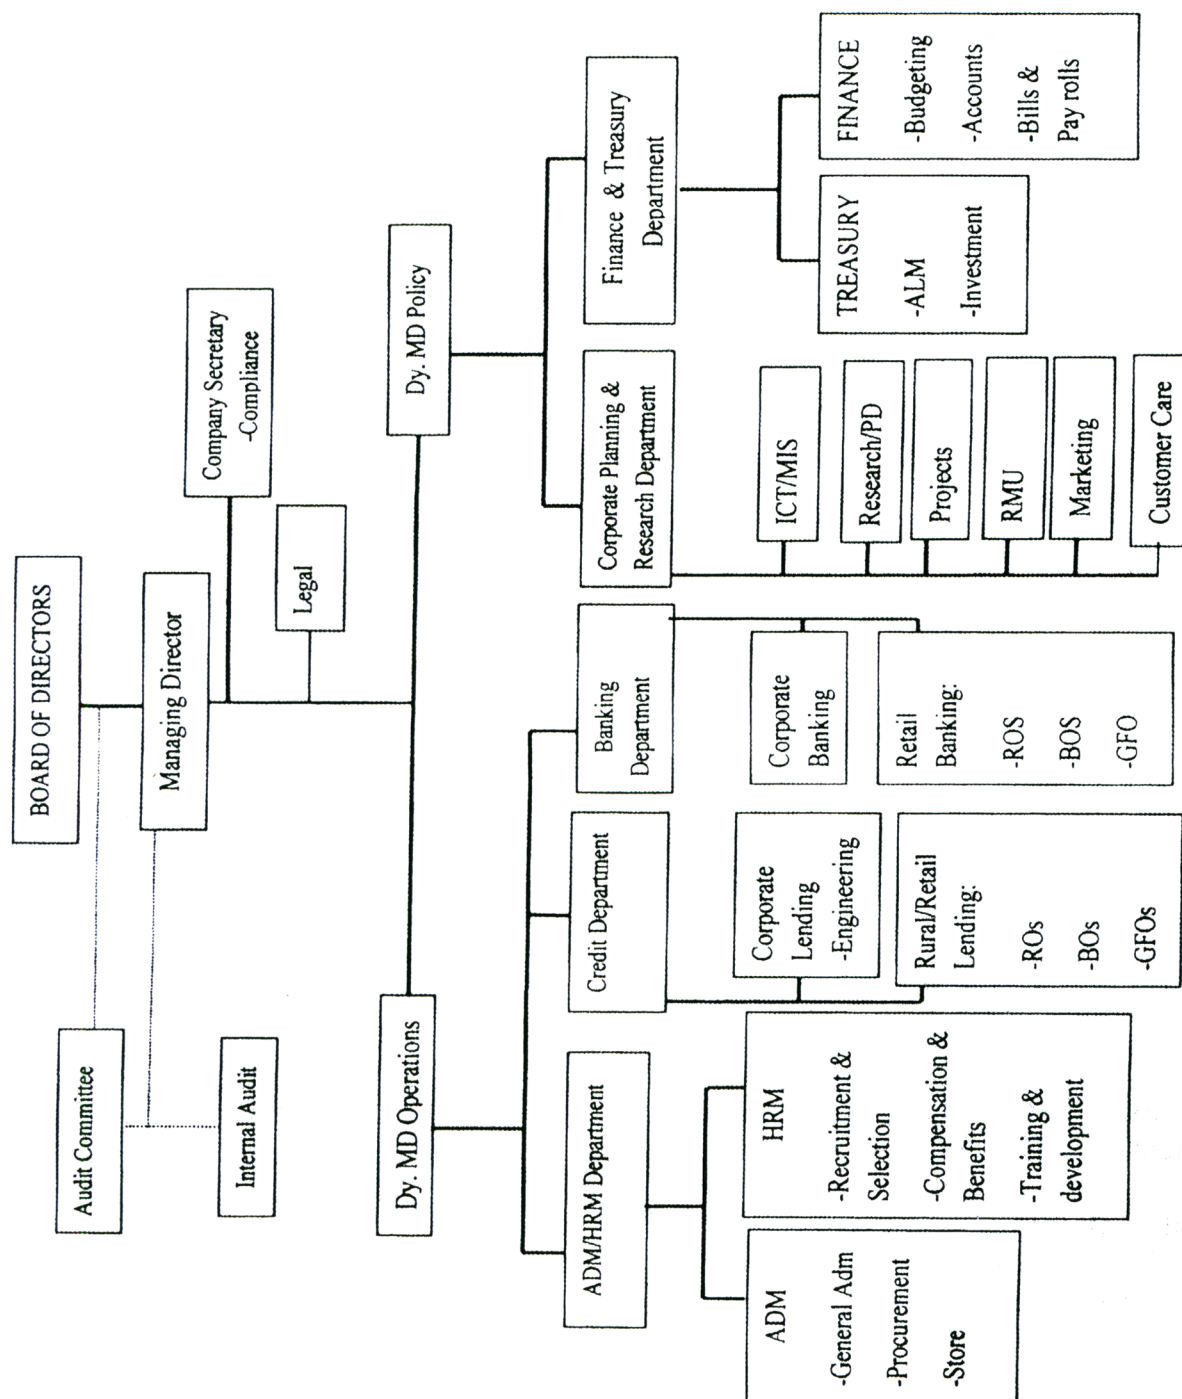 BOARD OF DIRECTORS
Audit Committee
Managing Director
Internal Audit
Company Secretary
-Compliance
Legal
Dy. MD Operations
Dy. MD Policy
ADM/HRM Department
Credit Department
Banking
Department
Corporate Planning &
Research Department
Finance & Treasury
Department
ADM
-General Adm
-Procurement
-Store
HRM
-Recruitment &
Selection
-Compensation &
Benefits
-Training &
development
Corporate
Lending
-Engineering
Rural/Retail
Lending:
-ROs
-BOs
-GFOs
Corporate
Banking
Retail
Banking:
-ROS
-BOS
-GFO
ICT/MIS
Research/PD
Projects
RMU
Marketing
Customer Care
TREASURY
-ALM
-Investment
FINANCE
-Budgeting
-Accounts
-Bills &
Pay rolls